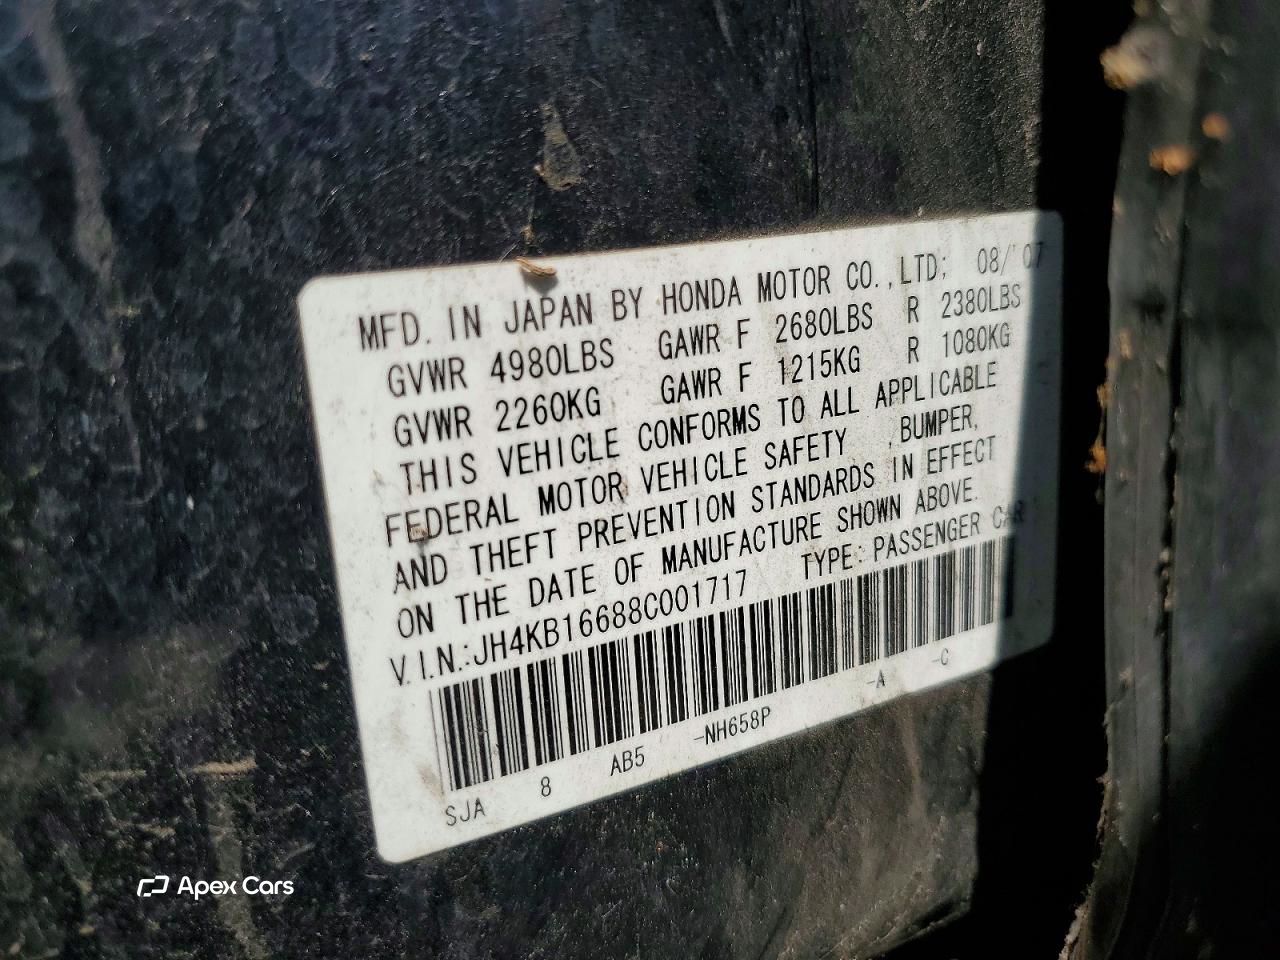 MFD. IN JAPAN BY HONDA MOTOR CO.,LTD; 08/'07
GVWR 4980LBS GAWR F 2680LBS R 2380LBS
GVWR 2260KG GAWR F 1215KG R 1080KG
THIS VEHICLE CONFORMS TO ALL APPLICABLE
FEDERAL MOTOR VEHICLE SAFETY ,BUMPER,
AND THEFT PREVENTION STANDARDS IN EFFECT
ON THE DATE OF MANUFACTURE SHOWN ABOVE.
V.I.N.:JH4KB16688C001717 TYPE: PASSENGER CAR
SJA 8 AB5 -NH658P -A -C
Apex Cars